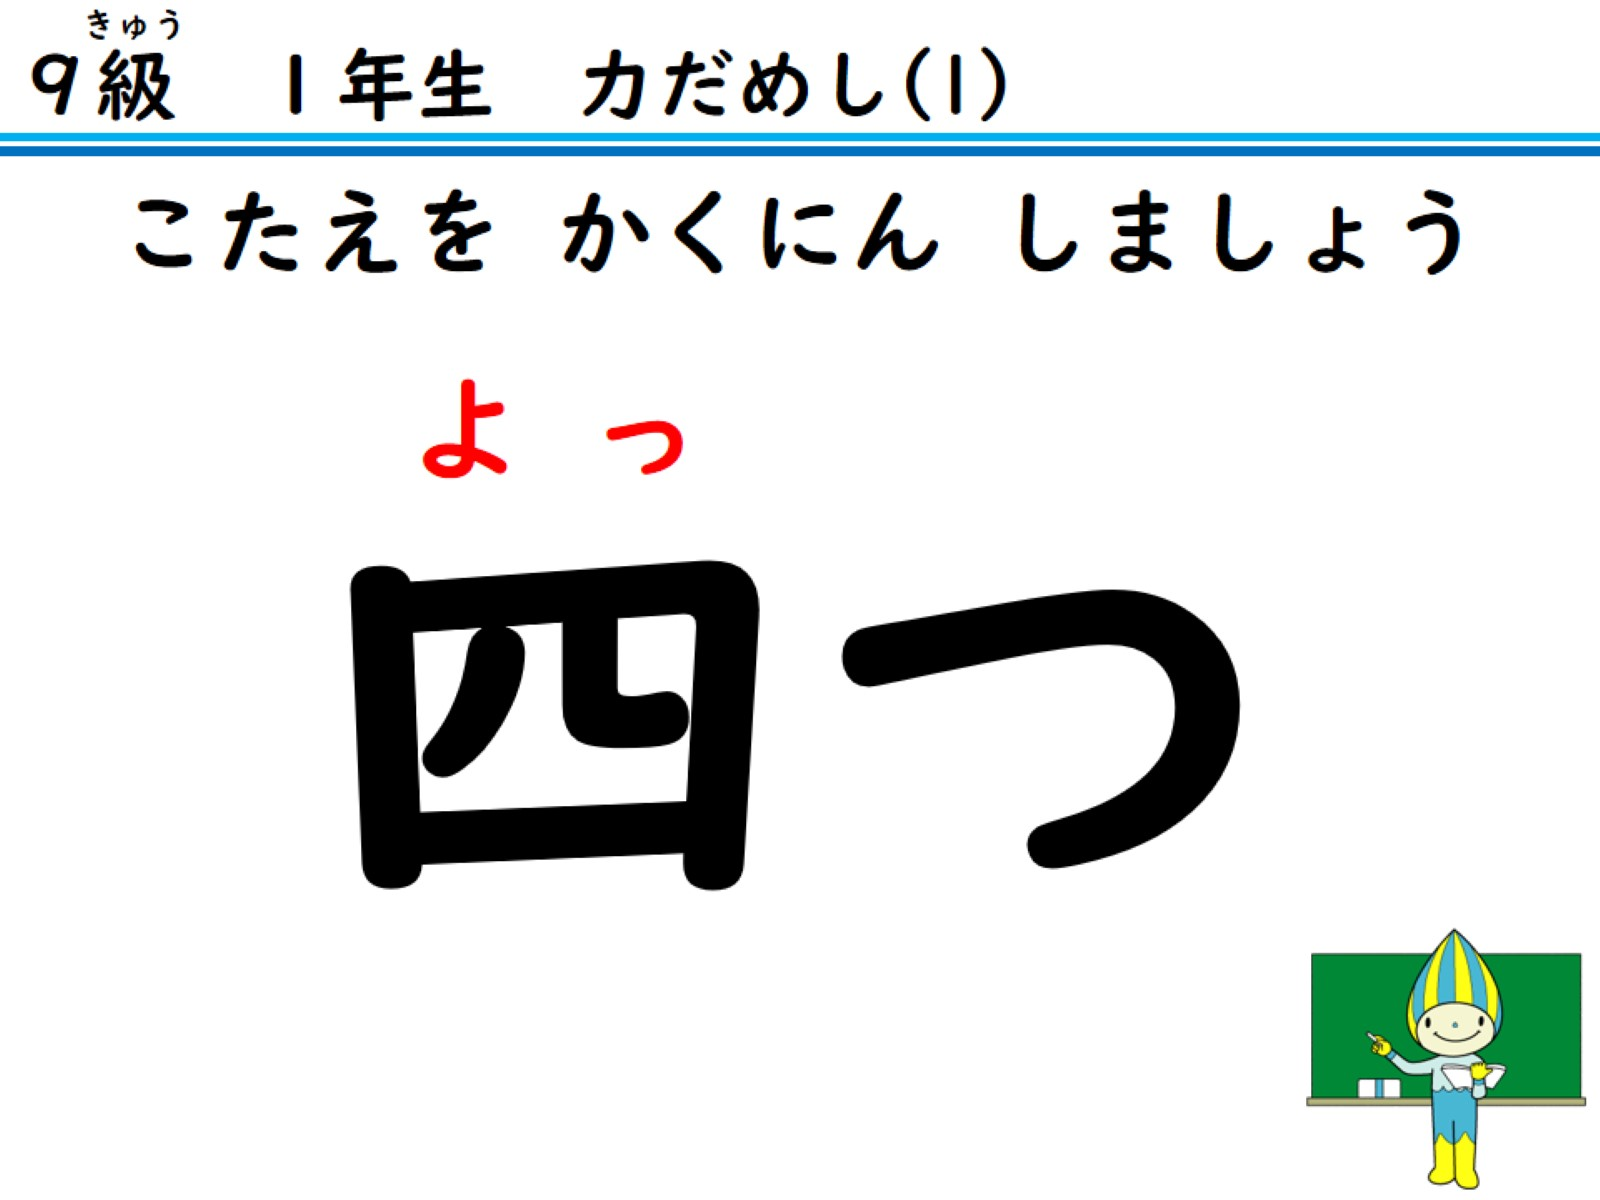 きゅう
9級 1年生 力だめし(1)
こたえを かくにん しましょう
よっ
四つ